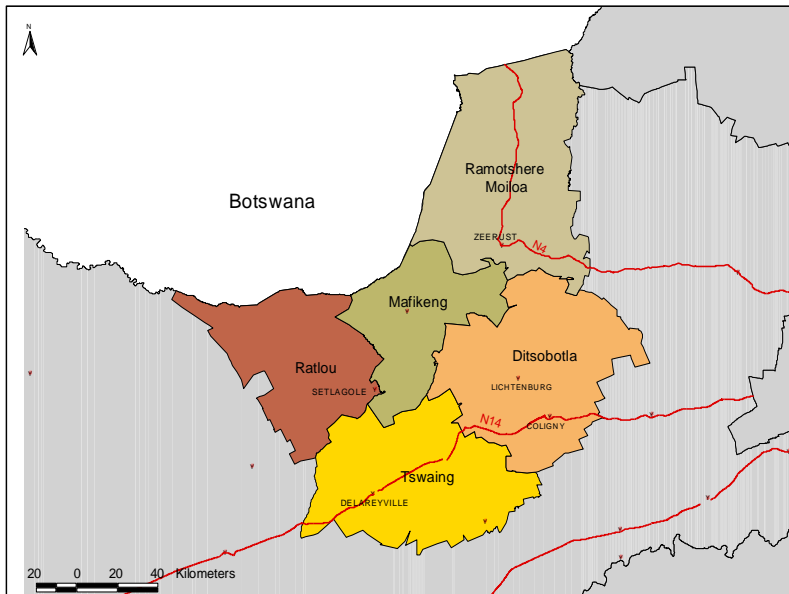 N
Ramotshere
Moiloa
Botswana
ZEERUST
N4
Mafikeng
Ratlou
Ditsobotla
SETLAGOLE
LICHTENBURG
N14
COLIGNY
Tswaing
DELAREYVILLE
20 0 20 40 Kilometers